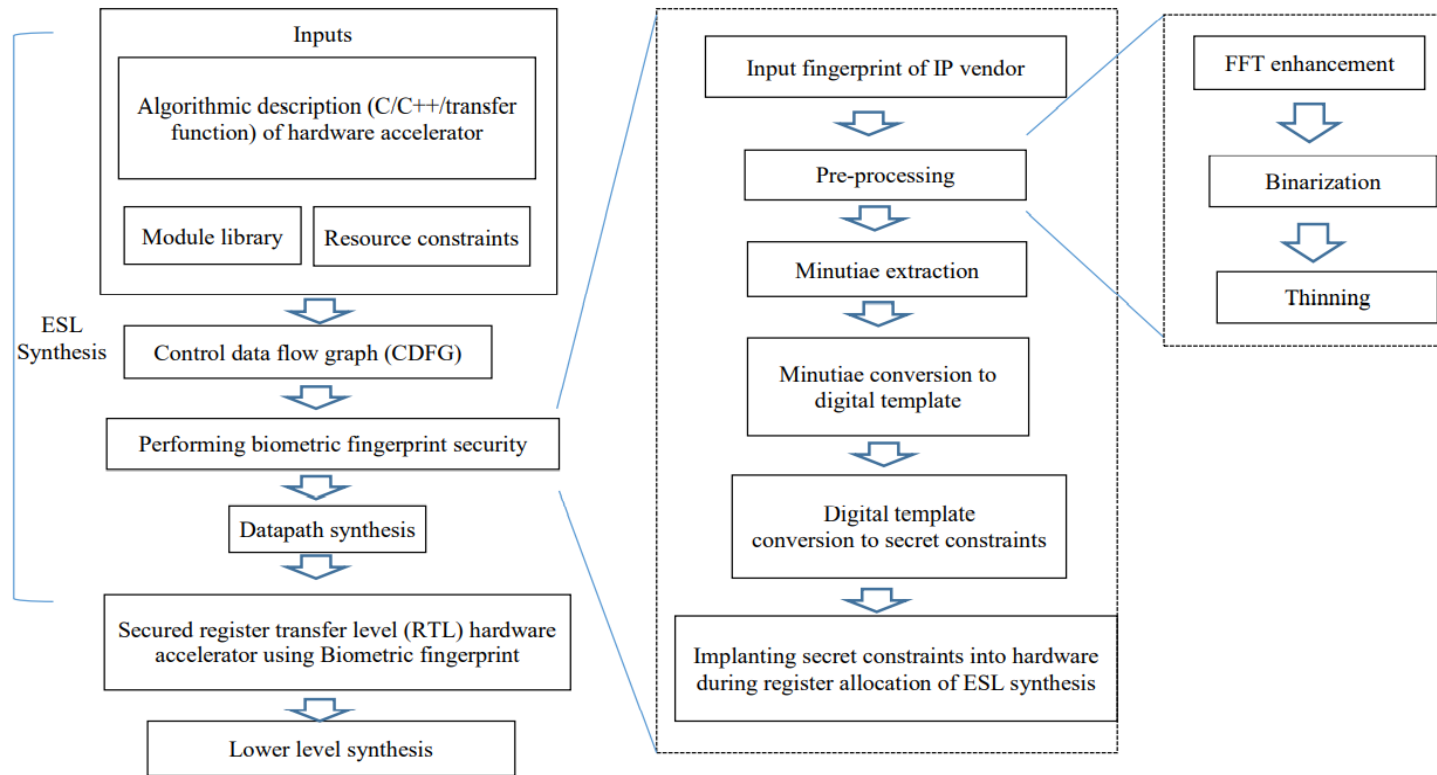 Inputs
Algorithmic description (C/C++/transfer
function) of hardware accelerator
Module library
Resource constraints
ESL
Synthesis
Control data flow graph (CDFG)
Performing biometric fingerprint security
Datapath synthesis
Secured register transfer level (RTL) hardware
accelerator using Biometric fingerprint
Lower level synthesis
Input fingerprint of IP vendor
Pre-processing
Minutiae extraction
Minutiae conversion to
digital template
Digital template
conversion to secret constraints
Implanting secret constraints into hardware
during register allocation of ESL synthesis
FFT enhancement
Binarization
Thinning